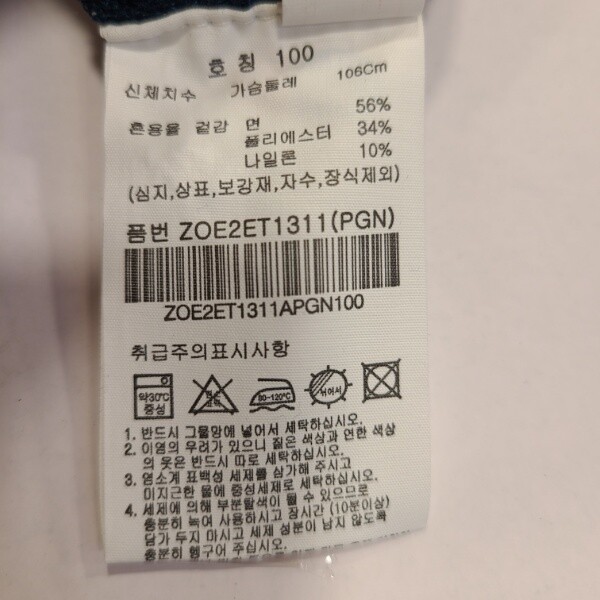 호 칭 100
신체치수 가슴둘레 106Cm
혼용율 겉감 면 56%
폴리에스터 34%
나일론 10%
(심지,상표,보강재,자수,장식제외)
품번 ZOE2ET1311(PGN)
ZOE2ET1311APGN100
취급주의표시사항
약30℃
중성
80-120℃
뉘어서
1. 반드시 그물망에 넣어서 세탁하십시오.
2. 이염의 우려가 있으니 짙은 색상과 연한 색상
의 옷은 반드시 따로 세탁하십시오.
3. 염소계 표백성 세제를 삼가해 주시고
미지근한 물에 중성세제로 세탁하십시오.
4. 세제에 의해 부분탈색이 될 수 있으므로
충분히 녹여 사용하시고 장시간 (10분이상)
담가 두지 마시고 세제 성분이 남지 않도록
충분히 헹구어 주십시오.